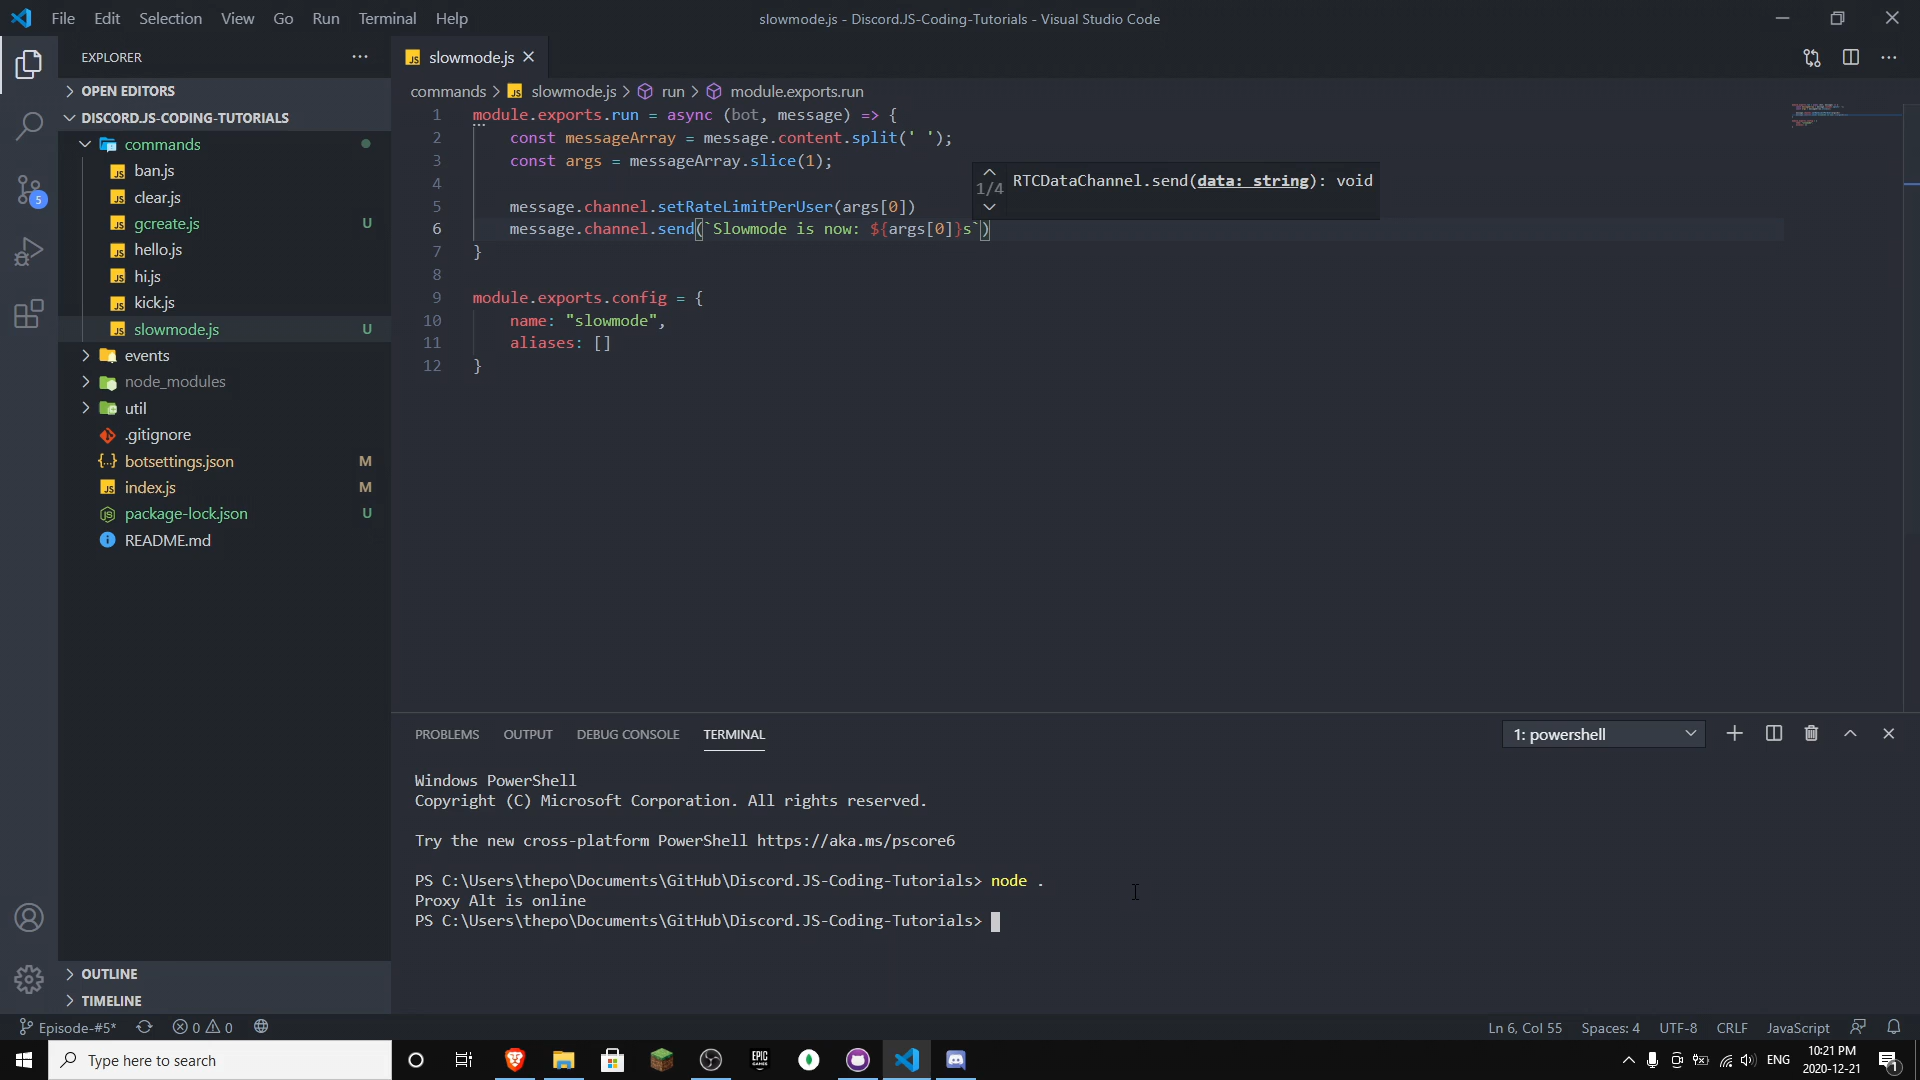 File Edit Selection View Go Run Terminal Help
slowmode.js - Discord.JS-Coding-Tutorials - Visual Studio Code
EXPLORER
OPEN EDITORS
DISCORD.JS-CODING-TUTORIALS
commands
ban.js
clear.js
gcreate.js U
hello.js
hi.js
kick.js
slowmode.js U
events
node_modules
util
.gitignore
botsettings.json M
index.js M
package-lock.json U
README.md
OUTLINE
TIMELINE
5
slowmode.js
commands > slowmode.js > run > module.exports.run
1 module.exports.run = async (bot, message) => {
2 const messageArray = message.content.split(' ');
3 const args = messageArray.slice(1);
4
5 message.channel.setRateLimitPerUser(args[0])
6 message.channel.send(`Slowmode is now: ${args[0]}s`)
7 }
8
9 module.exports.config = {
10 name: "slowmode",
11 aliases: []
12 }
1/4 RTCDataChannel.send(data: string): void
PROBLEMS OUTPUT DEBUG CONSOLE TERMINAL
1: powershell
Windows PowerShell
Copyright (C) Microsoft Corporation. All rights reserved.
Try the new cross-platform PowerShell https://aka.ms/pscore6
PS C:\Users\thepo\Documents\GitHub\Discord.JS-Coding-Tutorials> node .
Proxy Alt is online
PS C:\Users\thepo\Documents\GitHub\Discord.JS-Coding-Tutorials>
Episode-#5* 0 0
Ln 6, Col 55 Spaces: 4 UTF-8 CRLF JavaScript
Type here to search
EPIC GAMES
ENG
10:21 PM
2020-12-21
1